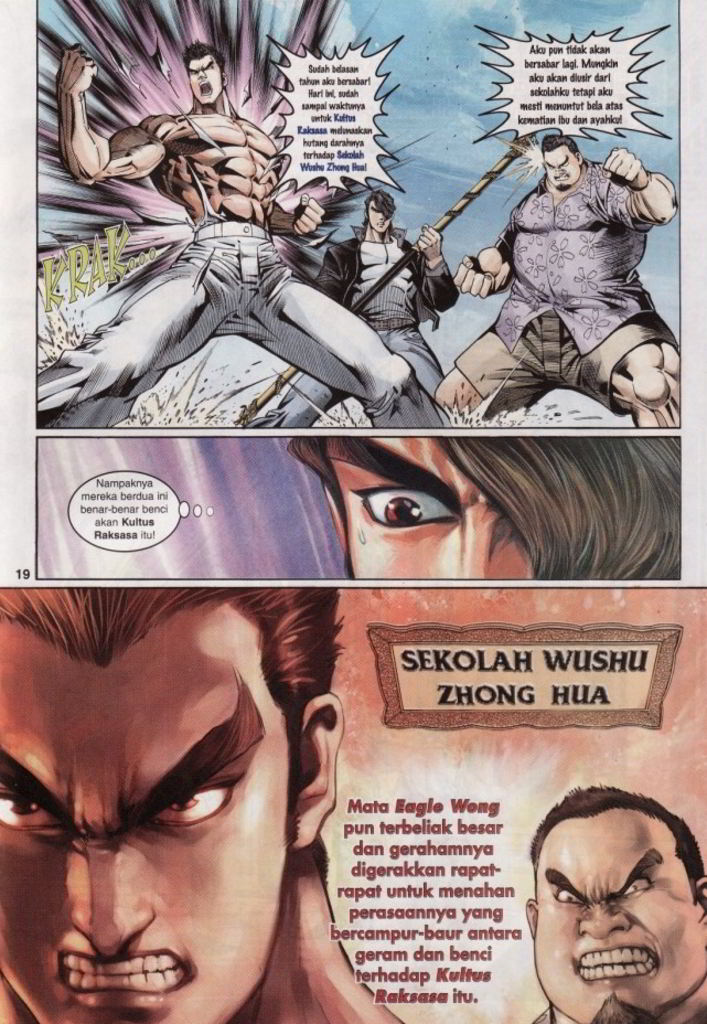 Sudah belasan
tahun aku bersabar!
Hari ini, sudah
sampai waktunya
untuk Kultus
Raksasa melunaskan
hutang darahnya
terhadap Sekolah
Wushu Zhong Hua!
Aku pun tidak akan
bersabar lagi. Mungkin
aku akan diusir dari
sekolahku tetapi aku
mesti menuntut bela atas
kematian ibu dan ayahku!
KRAK...
Nampaknya
mereka berdua ini
benar-benar benci
akan Kultus
Raksasa itu!
19
SEKOLAH WUSHU
ZHONG HUA
Mata Eagle Wong
pun terbeliak besar
dan gerahamnya
digerakkan rapat-
rapat untuk menahan
perasaannya yang
bercampur-baur antara
geram dan benci
terhadap Kultus
Raksasa itu.